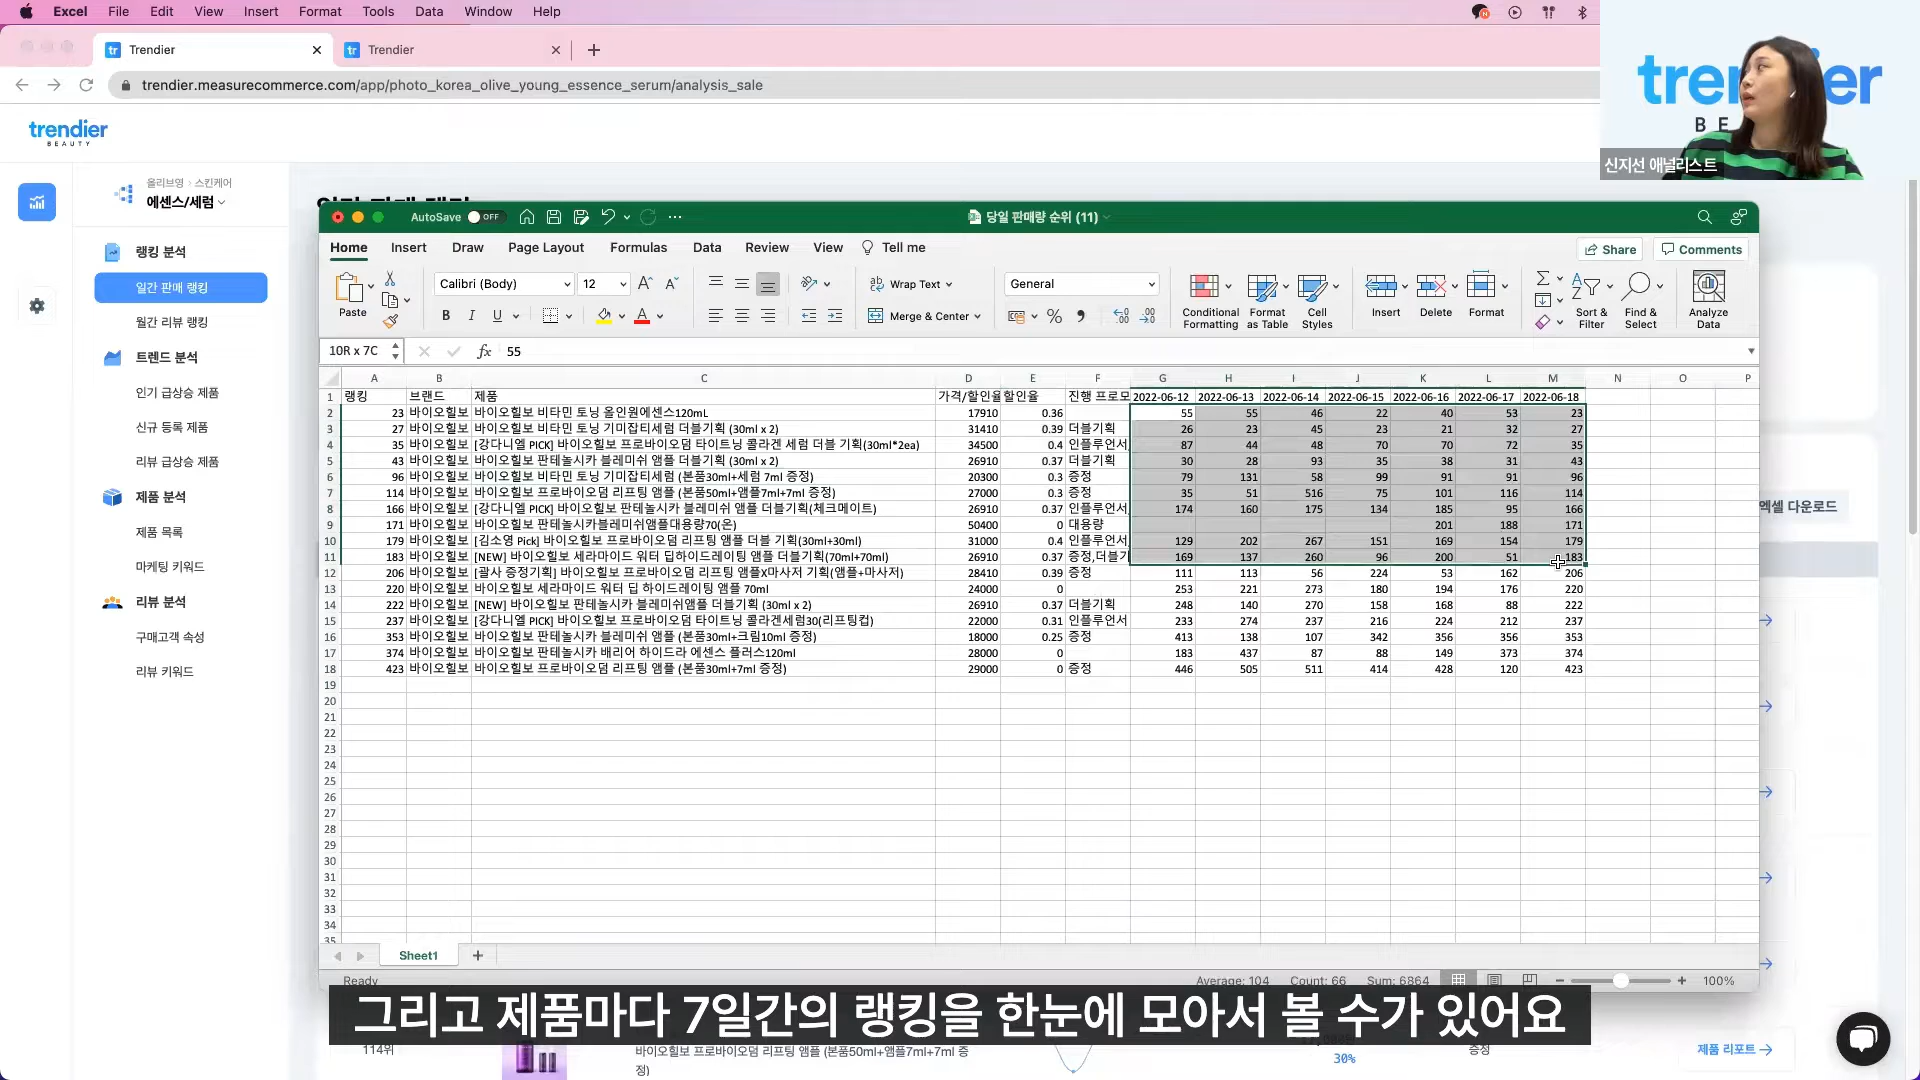 Excel File Edit View Insert Format Tools Data Window Help
Trendier
Trendier
trendier.measurecommerce.com/app/photo_korea_olive_young_essence_serum/analysis_sale
trendier
BEAUTY
신지선 애널리스트
올리브영 > 스킨케어
에센스/세럼
랭킹 분석
일간 판매 랭킹
월간 리뷰 랭킹
트렌드 분석
인기 급상승 제품
신규 등록 제품
리뷰 급상승 제품
제품 분석
제품 목록
마케팅 키워드
리뷰 분석
구매고객 속성
리뷰 키워드
AutoSave OFF
당일 판매량 순위 (11)
Home Insert Draw Page Layout Formulas Data Review View Tell me
Share Comments
Paste
Calibri (Body) 12
Wrap Text
Merge & Center
General
Conditional Formatting
Format as Table
Cell Styles
Insert Delete Format
Sort & Filter
Find & Select
Analyze Data
10R x 7C fx 55
A B C D E F G H I J K L M N O P
1 랭킹 브랜드 제품 가격/할인율 할인율 진행 프로모 2022-06-12 2022-06-13 2022-06-14 2022-06-15 2022-06-16 2022-06-17 2022-06-18
2 23 바이오힐보 바이오힐보 비타민 토닝 올인원에센스120mL 17910 0.36 55 55 46 22 40 53 23
3 27 바이오힐보 바이오힐보 비타민 토닝 기미잡티세럼 더블기획 (30ml x 2) 31410 0.39 더블기획 26 23 45 23 21 32 27
4 35 바이오힐보 [강다니엘 PICK] 바이오힐보 프로바이오덤 타이트닝 콜라겐 세럼 더블 기획(30ml*2ea) 34500 0.4 인플루언서 87 44 48 70 70 72 35
5 43 바이오힐보 바이오힐보 판테놀시카 블레미쉬 앰플 더블기획 (30ml x 2) 26910 0.37 더블기획 30 28 93 35 38 31 43
6 96 바이오힐보 바이오힐보 비타민 토닝 기미잡티세럼 (본품30ml+세럼 7ml 증정) 20300 0.3 증정 79 131 58 99 91 91 96
7 114 바이오힐보 바이오힐보 프로바이오덤 리프팅 앰플 (본품50ml+앰플7ml+7ml 증정) 27000 0.3 증정 35 51 516 75 101 116 114
8 166 바이오힐보 [강다니엘 PICK] 바이오힐보 판테놀시카 블레미쉬 앰플 더블기획(체크메이트) 26910 0.37 인플루언서, 174 160 175 134 185 95 166
9 171 바이오힐보 바이오힐보 판테놀시카블레미쉬앰플대용량70(온) 50400 0 대용량 201 188 171
10 179 바이오힐보 [김소영 Pick] 바이오힐보 프로바이오덤 리프팅 앰플 더블 기획(30ml+30ml) 31000 0.4 인플루언서, 129 202 267 151 169 154 179
11 183 바이오힐보 [NEW] 바이오힐보 세라마이드 워터 딥하이드레이팅 앰플 더블기획(70ml+70ml) 26910 0.37 증정,더블기 169 137 260 96 200 51 183
12 206 바이오힐보 [괄사 증정기획] 바이오힐보 프로바이오덤 리프팅 앰플X마사저 기획(앰플+마사저) 28410 0.39 증정 111 113 56 224 53 162 206
13 220 바이오힐보 바이오힐보 세라마이드 워터 딥 하이드레이팅 앰플 70ml 24000 0 253 221 273 180 194 176 220
14 222 바이오힐보 [NEW] 바이오힐보 판테놀시카 블레미쉬앰플 더블기획 (30ml x 2) 26910 0.37 더블기획 248 140 270 158 168 88 222
15 237 바이오힐보 [강다니엘 PICK] 바이오힐보 프로바이오덤 타이트닝 콜라겐세럼30(리프팅컵) 22000 0.31 인플루언서 233 274 237 216 224 212 237
16 353 바이오힐보 바이오힐보 판테놀시카 블레미쉬 앰플 (본품30ml+크림10ml 증정) 18000 0.25 증정 413 138 107 342 356 356 353
17 374 바이오힐보 바이오힐보 판테놀시카 배리어 하이드라 에센스 플러스120ml 28000 0 183 437 87 88 149 373 374
18 423 바이오힐보 바이오힐보 프로바이오덤 리프팅 앰플 (본품30ml+7ml 증정) 29000 0 증정 446 505 511 414 428 120 423
19
20
21
22
23
24
25
26
27
28
29
30
31
32
33
34
35
엑셀 다운로드
Sheet1
Ready Average: 104 Count: 66 Sum: 6864 100%
그리고 제품마다 7일간의 랭킹을 한눈에 모아서 볼 수가 있어요
114위
바이오힐보 프로바이오덤 리프팅 앰플 (본품50ml+앰플7ml+7ml 증
정)
30%
증정
제품 리포트